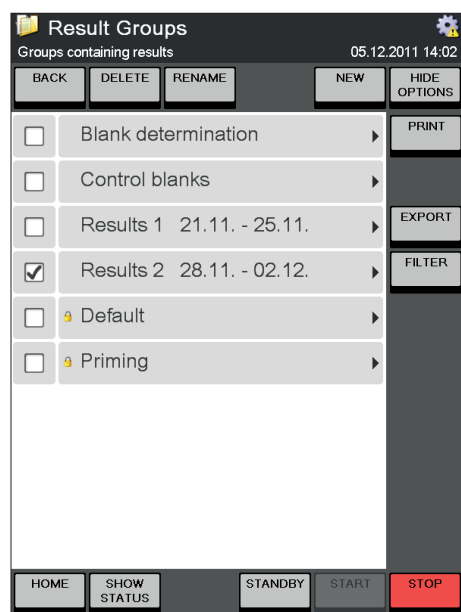 Result Groups
Groups containing results 05.12.2011 14:02
BACK DELETE RENAME NEW HIDE OPTIONS
Blank determination PRINT
Control blanks
Results 1 21.11. - 25.11. EXPORT
Results 2 28.11. - 02.12. FILTER
Default
Priming
HOME SHOW STATUS STANDBY START STOP